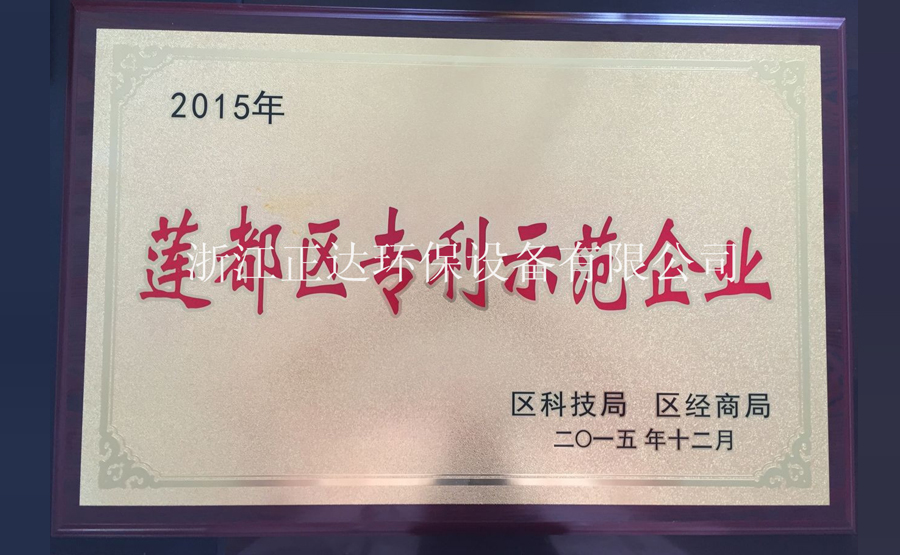 2015年
莲都区专利示范企业
浙江正达环保设备有限公司
区科技局 区经商局
二〇一五年十二月